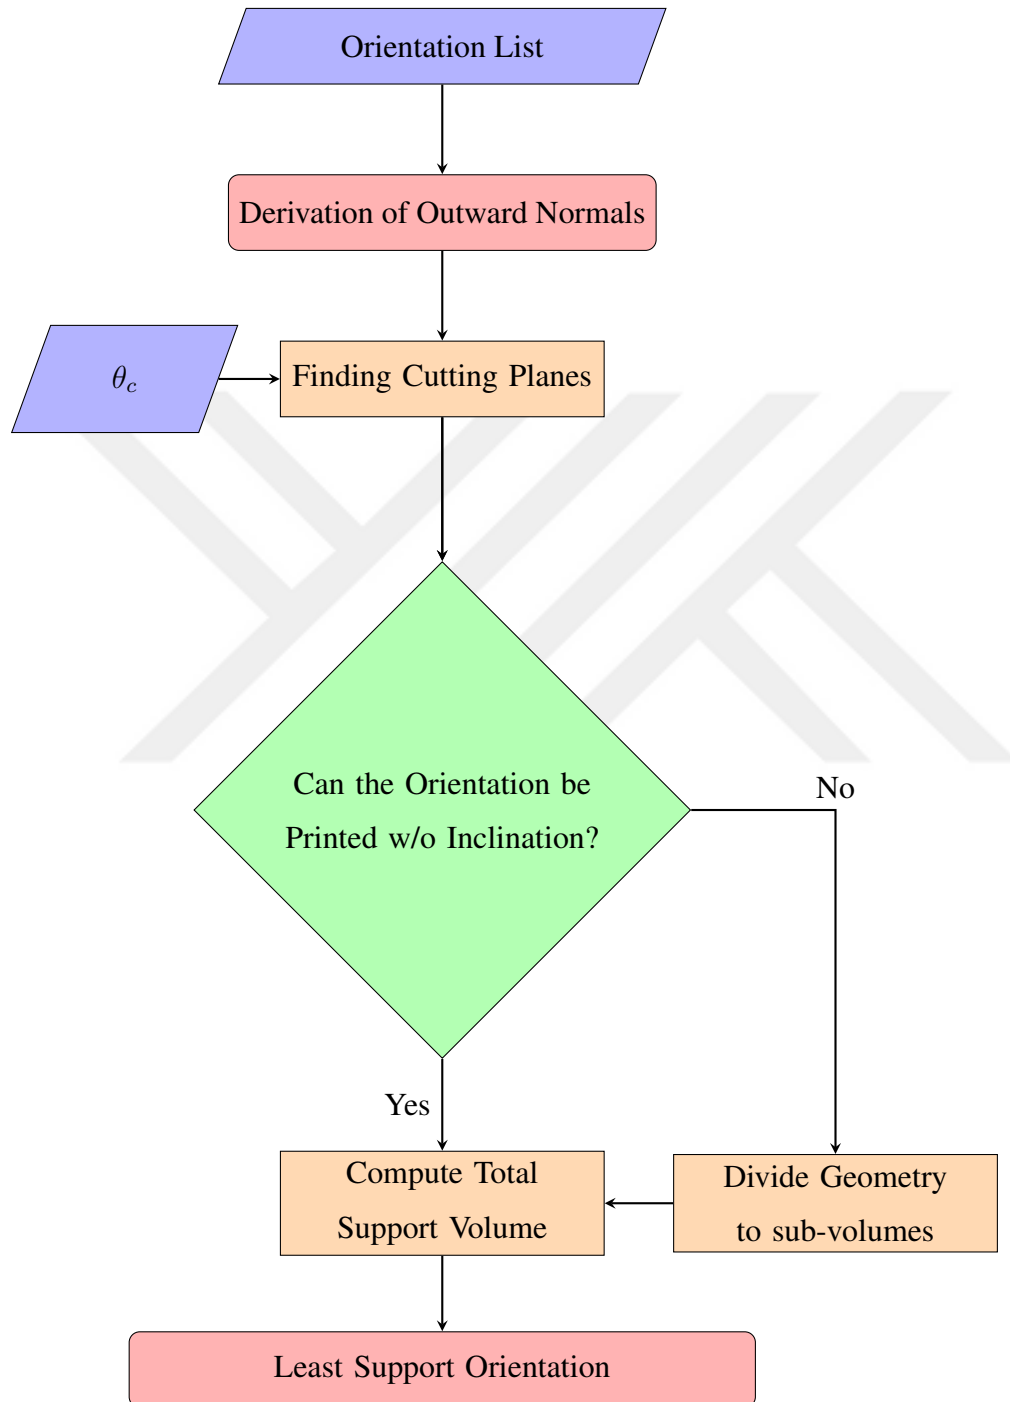 Orientation List
Derivation of Outward Normals
θc
Finding Cutting Planes
Can the Orientation be
Printed w/o Inclination?
No
Yes
Compute Total
Support Volume
Divide Geometry
to sub-volumes
Least Support Orientation